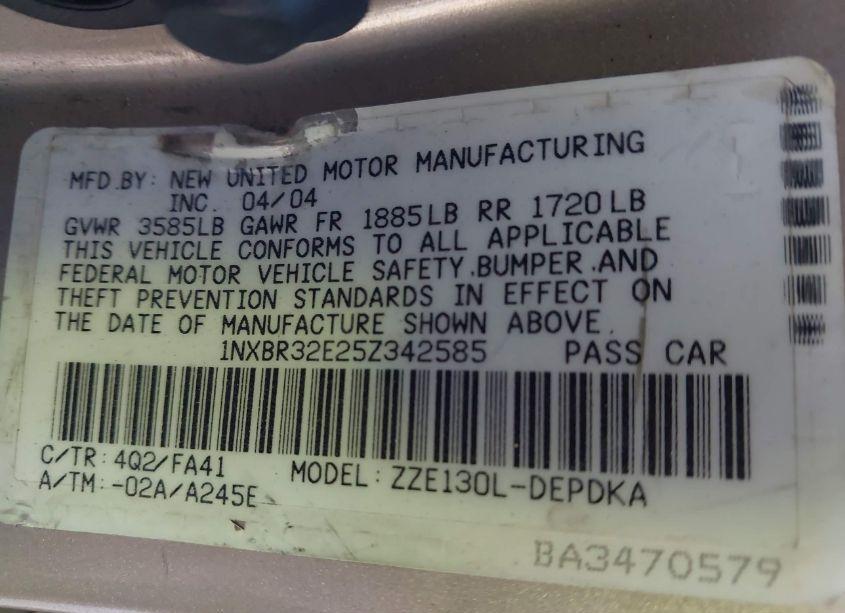 MFD.BY: NEW UNITED MOTOR MANUFACTURING
INC. 04/04
GVWR 3585LB GAWR FR 1885LB RR 1720LB
THIS VEHICLE CONFORMS TO ALL APPLICABLE
FEDERAL MOTOR VEHICLE SAFETY.BUMPER.AND
THEFT PREVENTION STANDARDS IN EFFECT ON
THE DATE OF MANUFACTURE SHOWN ABOVE.
1NXBR32E25Z342585 PASS CAR
C/TR: 4Q2/FA41 MODEL: ZZE130L-DEPDKA
A/TM: -02A/A245E
BA3470579